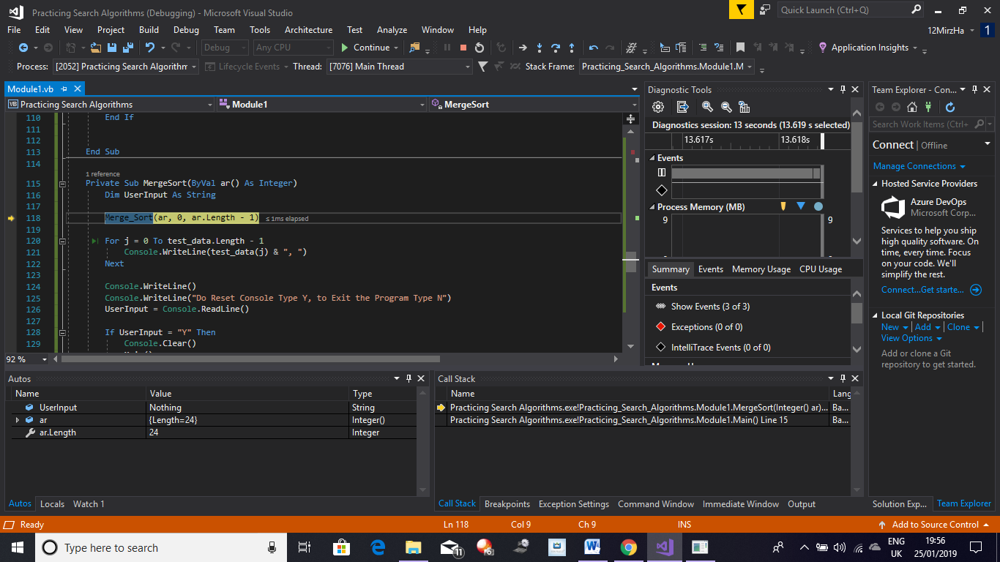 Practicing Search Algorithms (Debugging) - Microsoft Visual Studio
Quick Launch (Ctrl+Q)
File Edit View Project Build Debug Team Tools Architecture Test Analyze Window Help
12MirzHa
1
Debug
Any CPU
Continue
Application Insights
Process: [2052] Practicing Search Algorithm
Lifecycle Events
Thread: [7076] Main Thread
Stack Frame: Practicing_Search_Algorithms.Module1.M
Module1.vb
VB Practicing Search Algorithms
Module1
MergeSort
110 End If
111
112
113 End Sub
114
1 reference
115 Private Sub MergeSort(ByVal ar() As Integer)
116 Dim UserInput As String
117
118 Merge_Sort(ar, 0, ar.Length - 1) ≤ 1ms elapsed
119
120 For j = 0 To test_data.Length - 1
121 Console.WriteLine(test_data(j) & ", ")
122 Next
123
124 Console.WriteLine()
125 Console.WriteLine("Do Reset Console Type Y, to Exit the Program Type N")
126 UserInput = Console.ReadLine()
127
128 If UserInput = "Y" Then
129 Console.Clear()
92 %
Diagnostic Tools
Diagnostics session: 13 seconds (13.619 s selected)
13.617s 13.618s
Events
Process Memory (MB)
9 9
Summary Events Memory Usage CPU Usage
Events
Show Events (3 of 3)
Exceptions (0 of 0)
IntelliTrace Events (0 of 0)
Team Explorer - Con...
Search Work Items (Ctrl+
Connect | Offline
Manage Connections
Hosted Service Providers
Azure DevOps
Microsoft Corp...
Services to help you ship
high quality software. On
time, every time. Focus
on your code. We'll
simplify the rest.
Connect...Get starte...
Local Git Repositories
New Add Clone
View Options
Add or clone a Git
repository to get started.
Autos
Name Value Type
UserInput Nothing String
ar {Length=24} Integer()
ar.Length 24 Integer
Autos Locals Watch 1
Call Stack
Name Lang
Practicing Search Algorithms.exe!Practicing_Search_Algorithms.Module1.MergeSort(Integer() ar)... Ba...
Practicing Search Algorithms.exe!Practicing_Search_Algorithms.Module1.Main() Line 15 Ba...
Call Stack Breakpoints Exception Settings Command Window Immediate Window Output
Solution Exp... Team Explorer
Ready
Ln 118 Col 9 Ch 9 INS
Add to Source Control
Type here to search
11
ENG
UK
19:56
25/01/2019